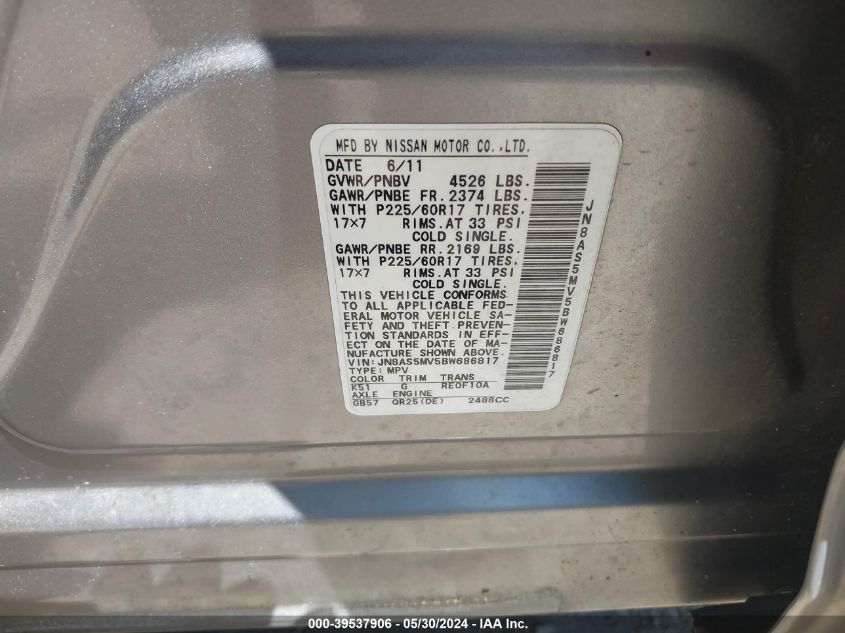 MFD BY NISSAN MOTOR CO.,LTD.
DATE 6/11
GVWR/PNBV 4526 LBS.
GAWR/PNBE FR. 2374 LBS.
WITH P225/60R17 TIRES.
17×7 RIMS.AT 33 PSI
COLD SINGLE.
GAWR/PNBE RR. 2169 LBS.
WITH P225/60R17 TIRES.
17×7 RIMS.AT 33 PSI
COLD SINGLE.
THIS VEHICLE CONFORMS
TO ALL APPLICABLE FED-
ERAL MOTOR VEHICLE SA-
FETY AND THEFT PREVEN-
TION STANDARDS IN EFF-
ECT ON THE DATE OF MA-
NUFACTURE SHOWN ABOVE.
VIN:JN8AS5MV5BW686817
TYPE:MPV
COLOR TRIM TRANS
K51 G RE0F10A
AXLE ENGINE
GB57 QR25(DE) 2488CC
JN8AS5MV5BW686817
000-39537906 - 05/30/2024 - IAA Inc.